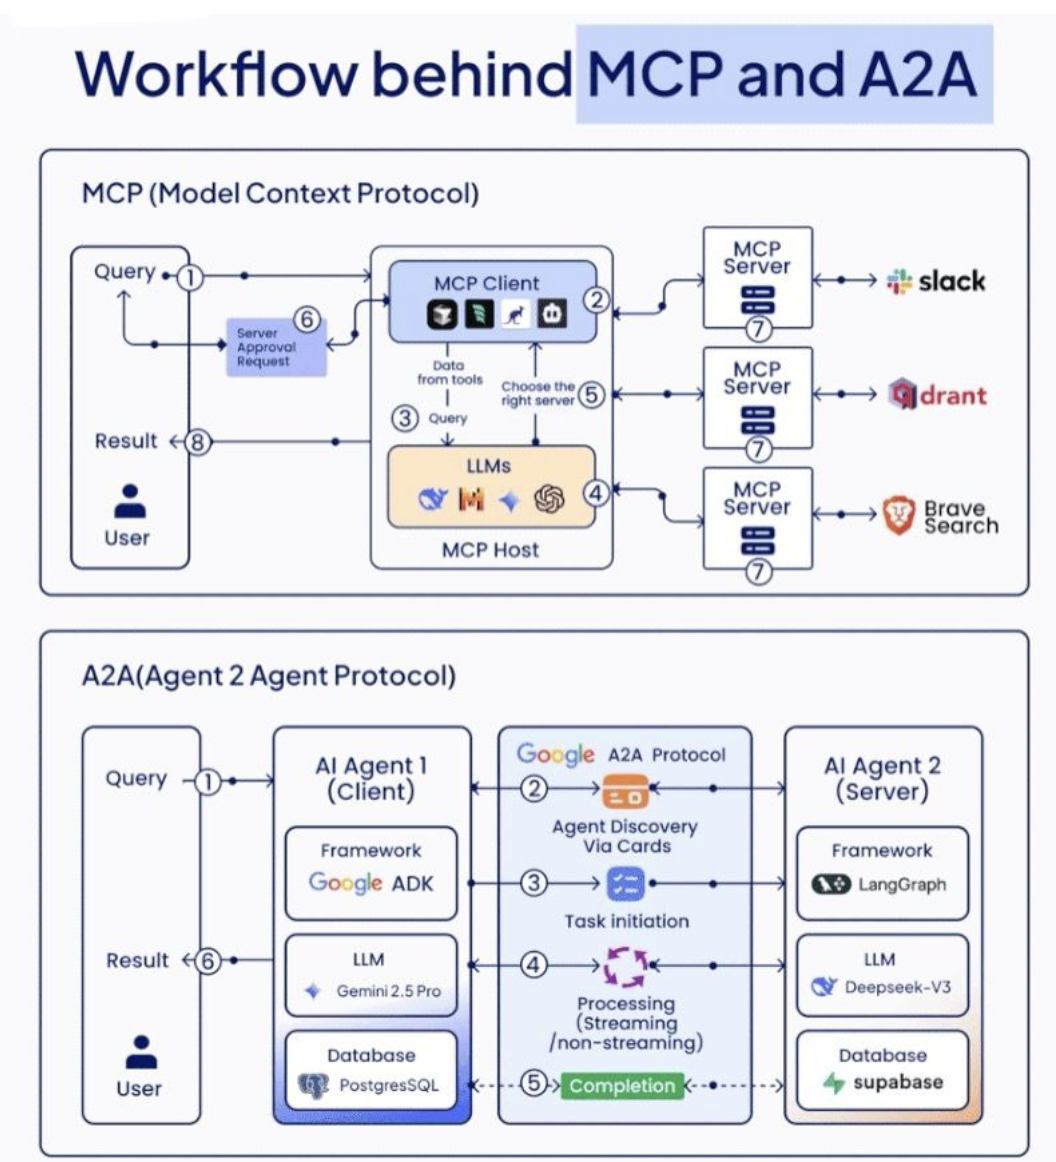 Workflow behind MCP and A2A
MCP (Model Context Protocol)
Query
1
6
Server
Approval
Request
Result
8
User
MCP Client
2
Data
from tools
Choose the
right server
5
3
Query
LLMs
4
MCP Host
MCP
Server
7
slack
MCP
Server
7
drant
MCP
Server
7
Brave
Search
A2A(Agent 2 Agent Protocol)
Query
1
Result
6
User
AI Agent 1
(Client)
Framework
Google ADK
LLM
Gemini 2.5 Pro
Database
PostgresSQL
Google A2A Protocol
2
Agent Discovery
Via Cards
3
Task initiation
4
Processing
(Streaming
/non-streaming)
5
Completion
AI Agent 2
(Server)
Framework
LangGraph
LLM
Deepseek-V3
Database
supabase